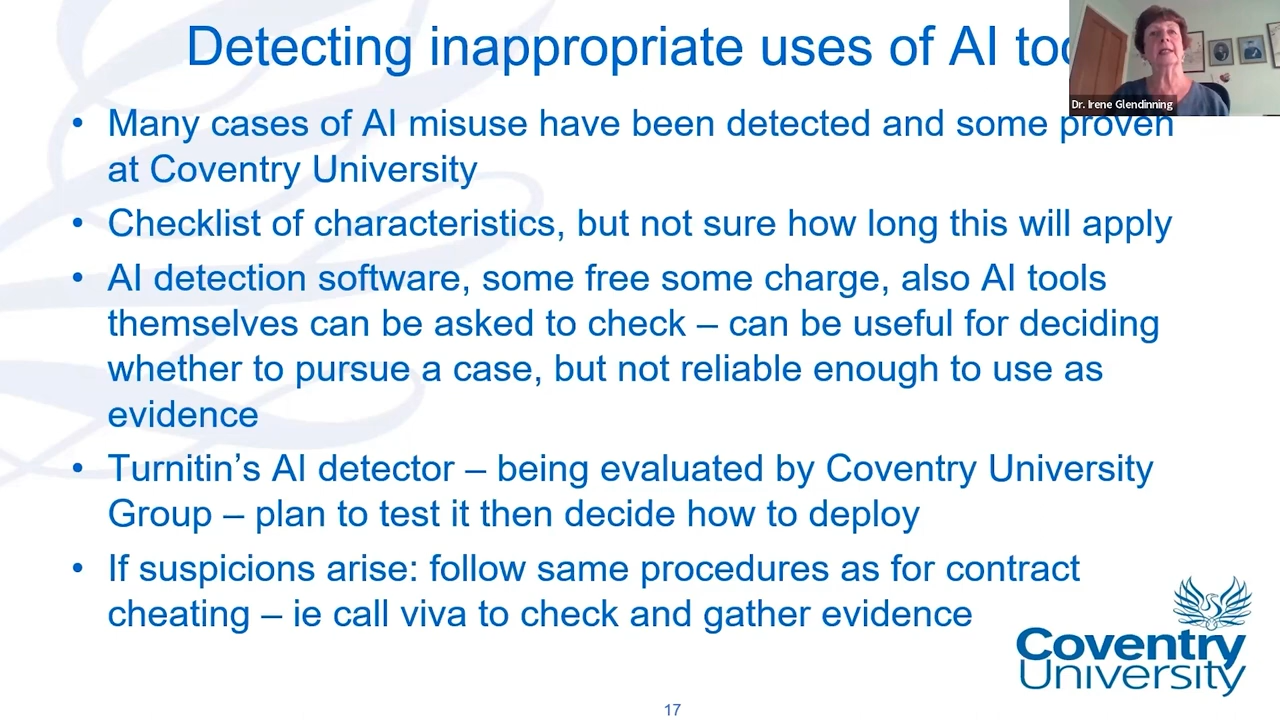 Detecting inappropriate uses of AI
Dr. Irene Glendinning
• Many cases of AI misuse have been detected and some proven
at Coventry University
• Checklist of characteristics, but not sure how long this will apply
• AI detection software, some free some charge, also AI tools
themselves can be asked to check – can be useful for deciding
whether to pursue a case, but not reliable enough to use as
evidence
• Turnitin’s AI detector – being evaluated by Coventry University
Group – plan to test it then decide how to deploy
• If suspicions arise: follow same procedures as for contract
cheating – ie call viva to check and gather evidence
Coventry
University
17